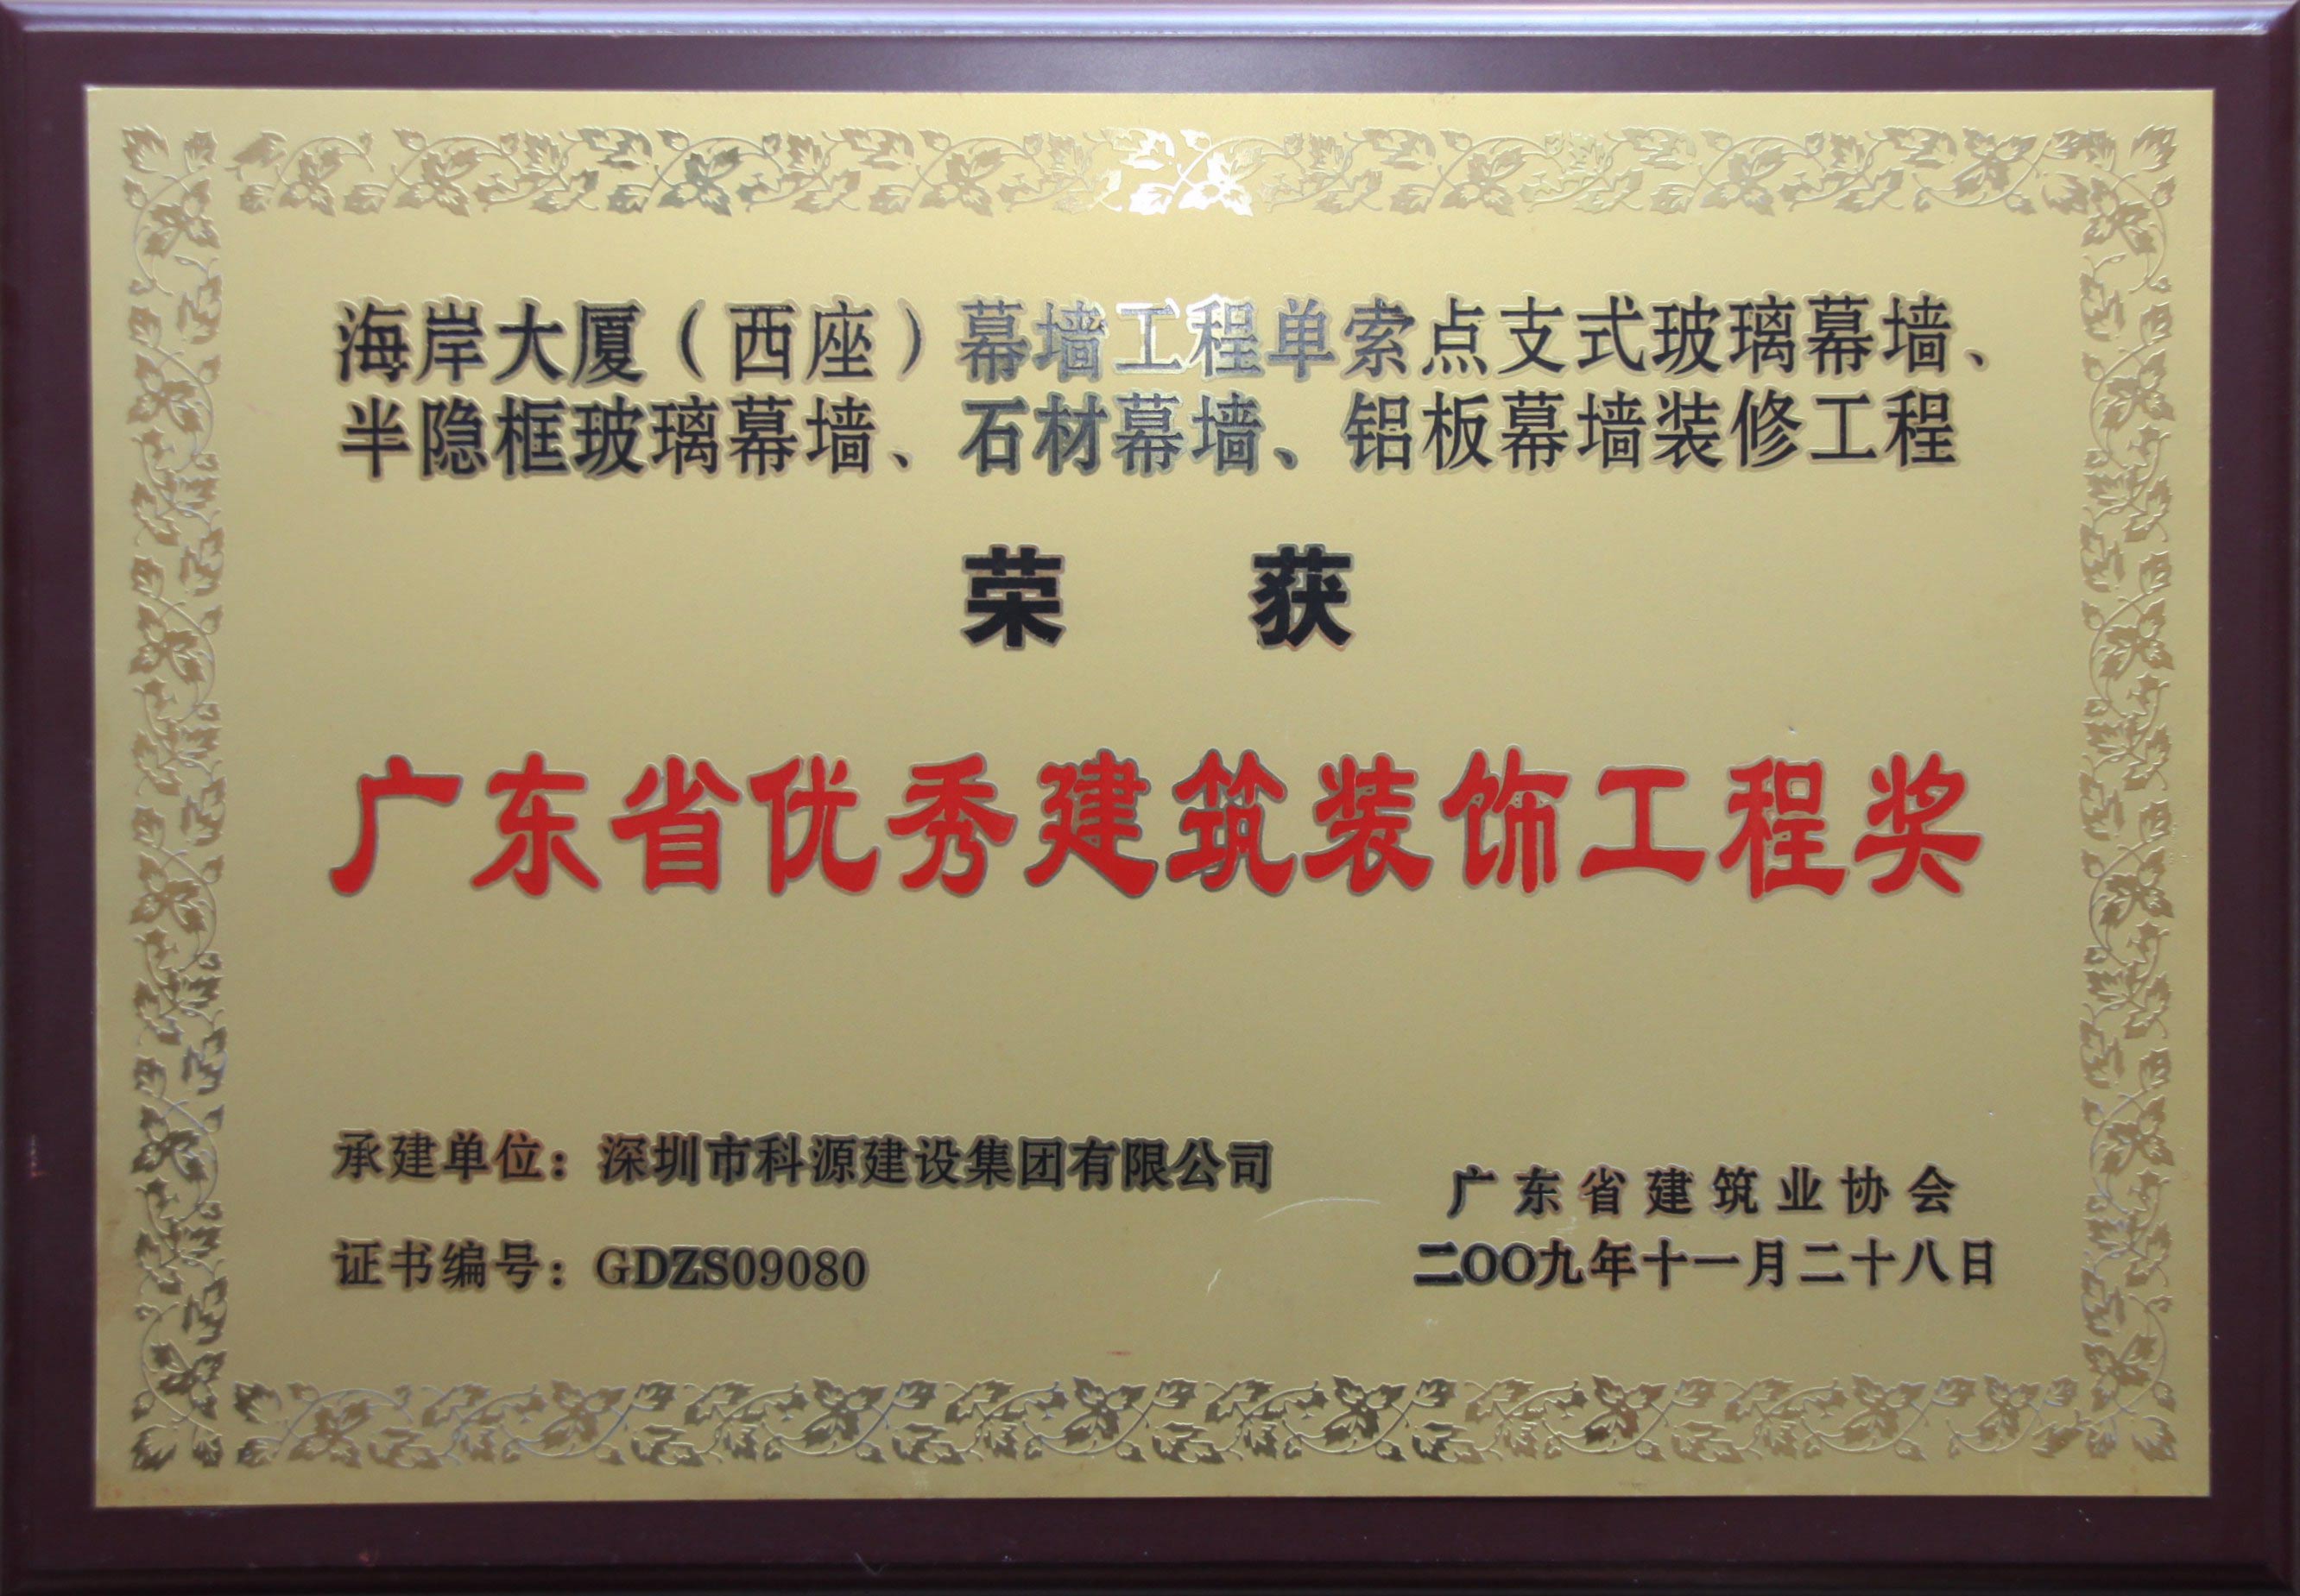 海岸大厦（西座）幕墙工程单索点支式玻璃幕墙、
半隐框玻璃幕墙、石材幕墙、铝板幕墙装修工程
荣获
广东省优秀建筑装饰工程奖
承建单位：深圳市科源建设集团有限公司
证书编号：GDZS09080
广东省建筑业协会
二〇〇九年十一月二十八日